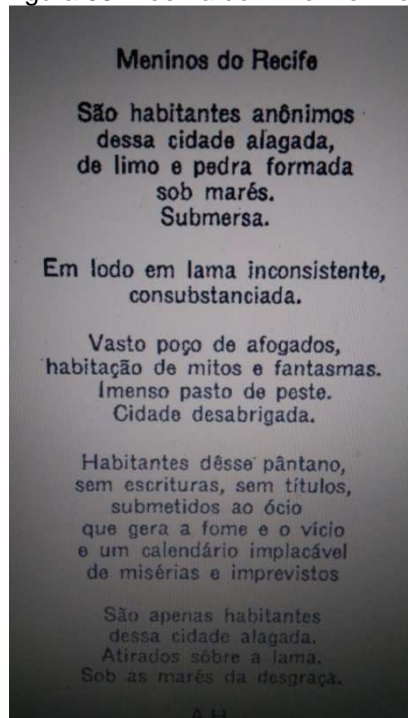 Meninos do Recife
São habitantes anônimos
dessa cidade alagada,
de limo e pedra formada
sob marés.
Submersa.
Em lodo em lama inconsistente,
consubstanciada.
Vasto poço de afogados,
habitação de mitos e fantasmas.
Imenso pasto de peste.
Cidade desabrigada.
Habitantes dêsse pântano,
sem escrituras, sem títulos,
submetidos ao ócio
que gera a fome e o vício
e um calendário implacável
de misérias e imprevistos
São apenas habitantes
dessa cidade alagada.
Atirados sôbre a lama.
Sob as marés da desgraça.